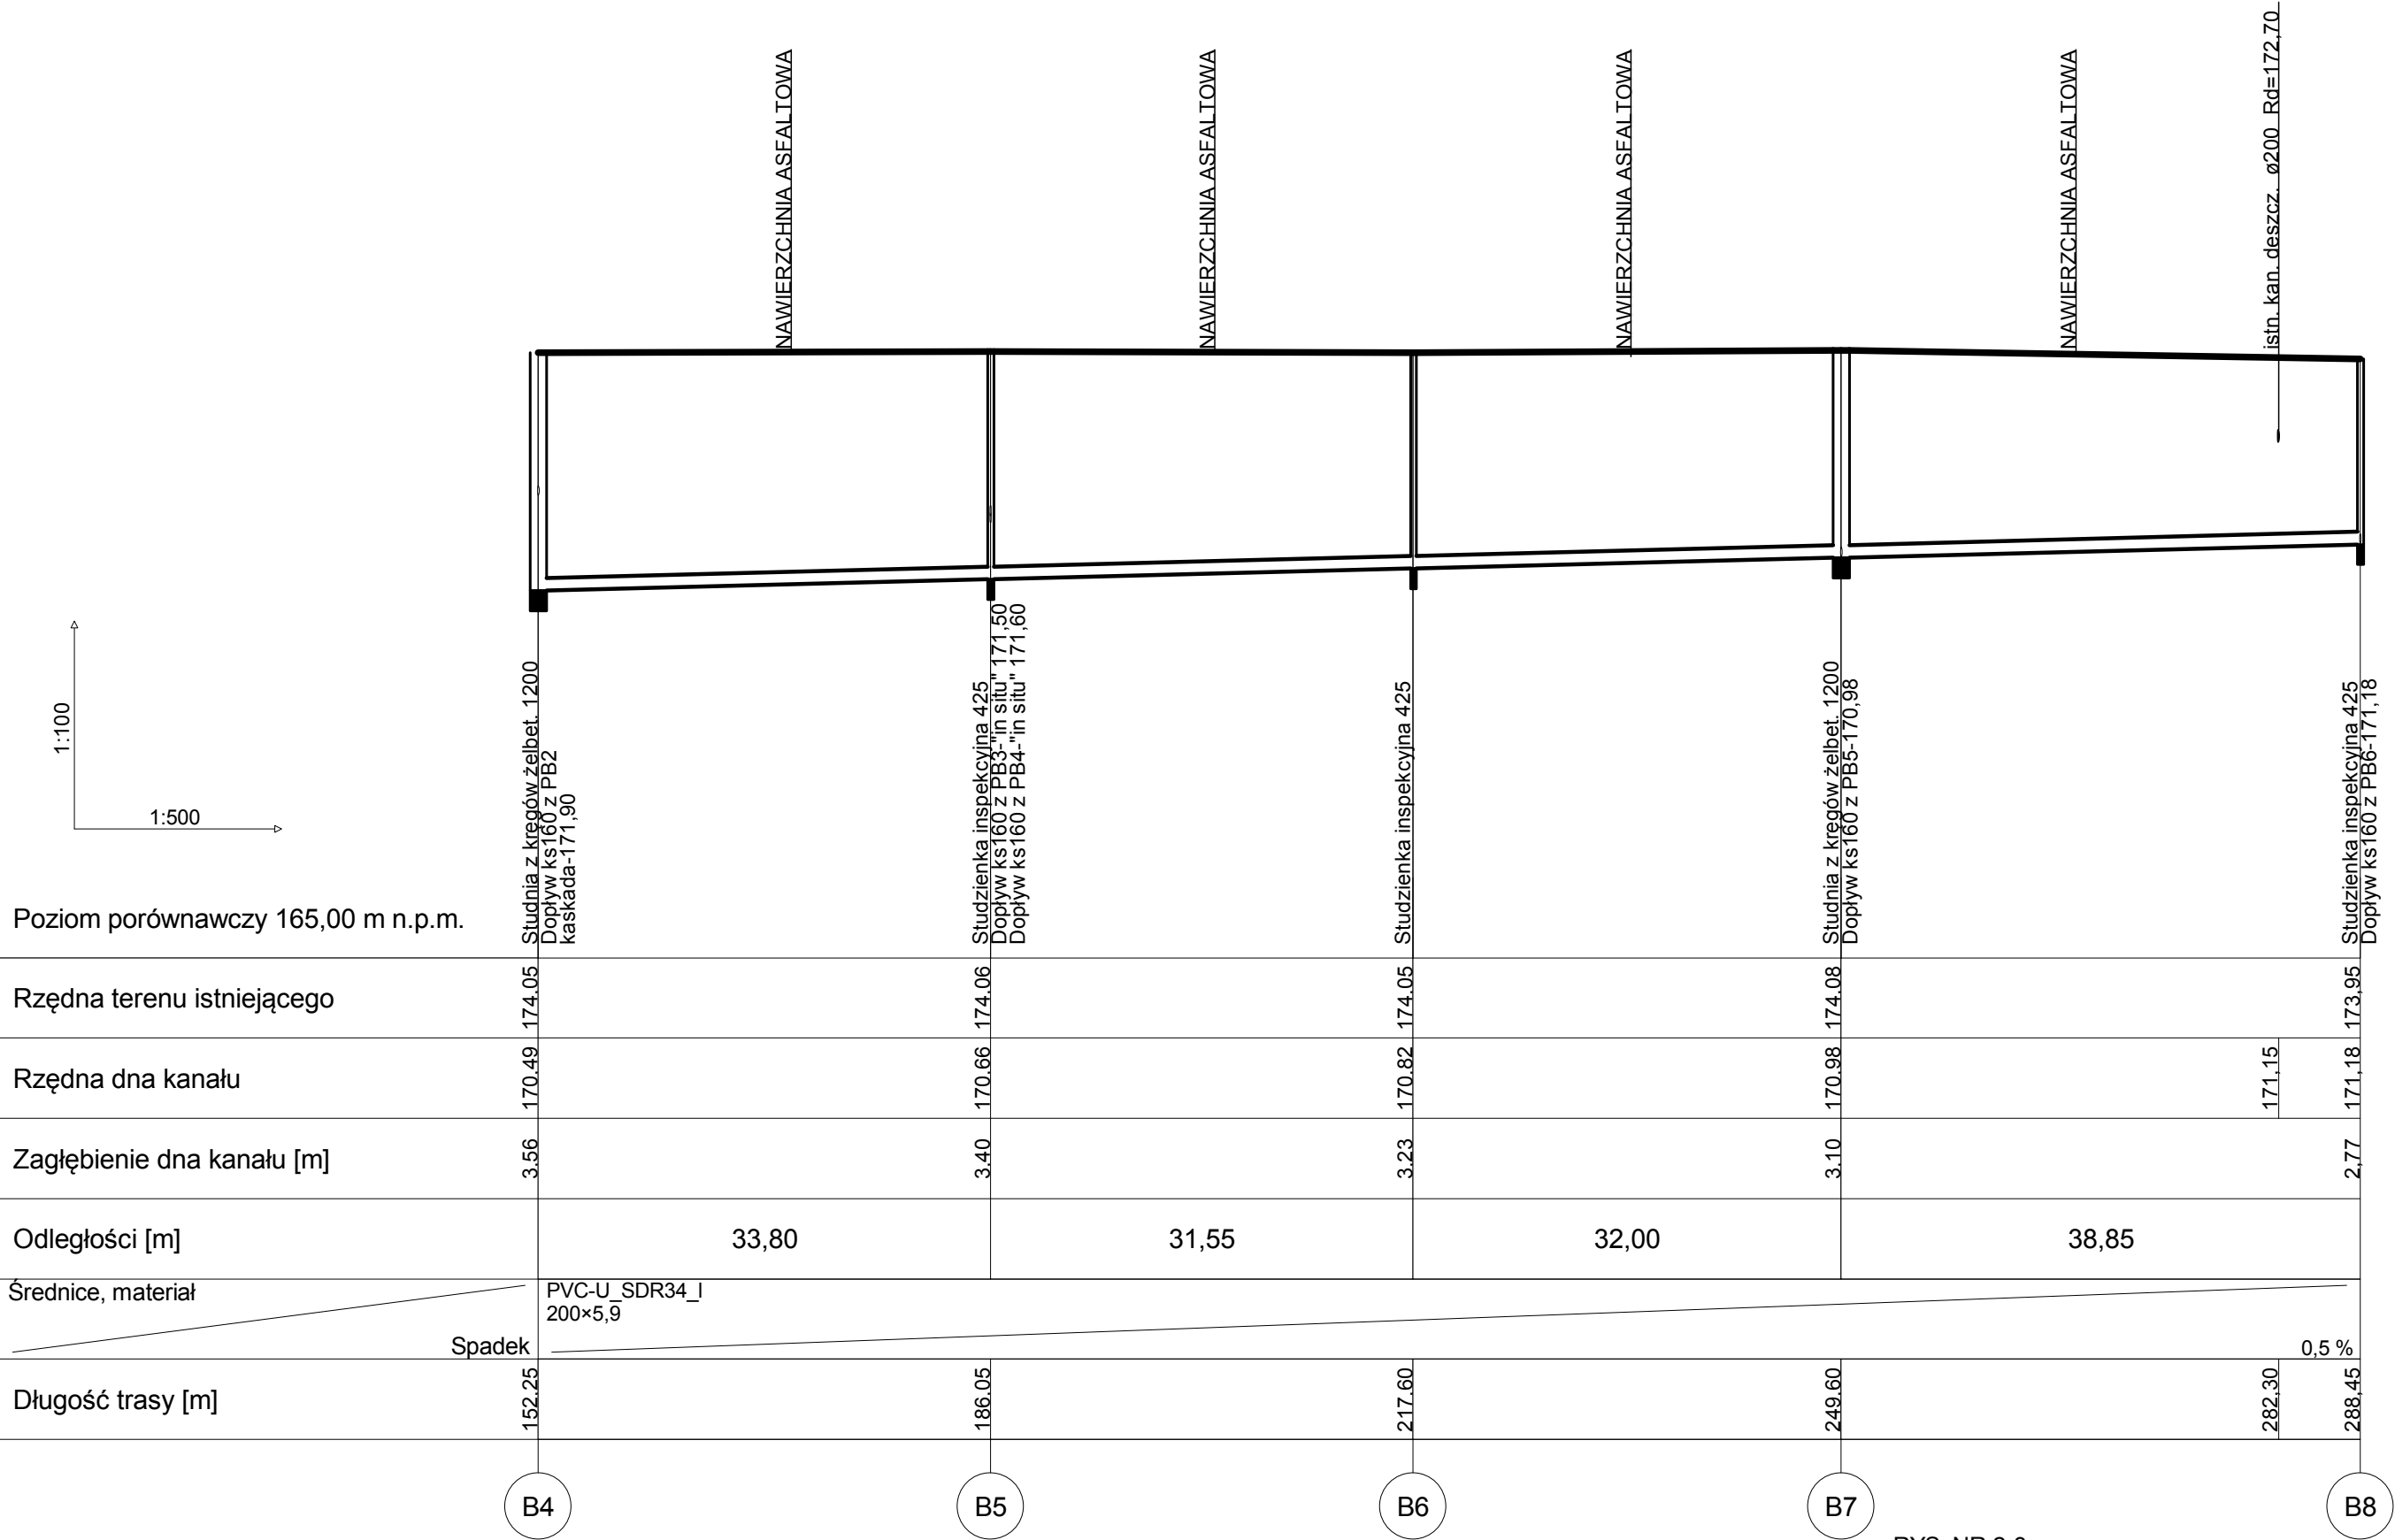 NAWIERZCHNIA ASFALTOWA
NAWIERZCHNIA ASFALTOWA
NAWIERZCHNIA ASFALTOWA
NAWIERZCHNIA ASFALTOWA
istn. kan. deszcz. ø200 Rd=172,70
1:100
1:500
Studnia z kręgów żelbet. 1200
Dopływ ks160 z PB2
kaskada-171,90
Studzienka inspekcyjna 425
Dopływ ks160 z PB3-"in situ" 171,50
Dopływ ks160 z PB4-"in situ" 171,60
Studzienka inspekcyjna 425
Studnia z kręgów żelbet. 1200
Dopływ ks160 z PB5-170,98
Studzienka inspekcyjna 425
Dopływ ks160 z PB6-171,18
Poziom porównawczy 165,00 m n.p.m.
Rzędna terenu istniejącego
174.05
174.06
174.05
174.08
173,95
Rzędna dna kanału
170.49
170.66
170.82
170.98
171,15
171,18
Zagłębienie dna kanału [m]
3.56
3.40
3.23
3.10
2,77
Odległości [m]
33,80
31,55
32,00
38,85
Średnice, materiał
Spadek
PVC-U_SDR34_I
200×5,9
0,5 %
Długość trasy [m]
152.25
186.05
217.60
249.60
282,30
288,45
B4
B5
B6
B7
B8